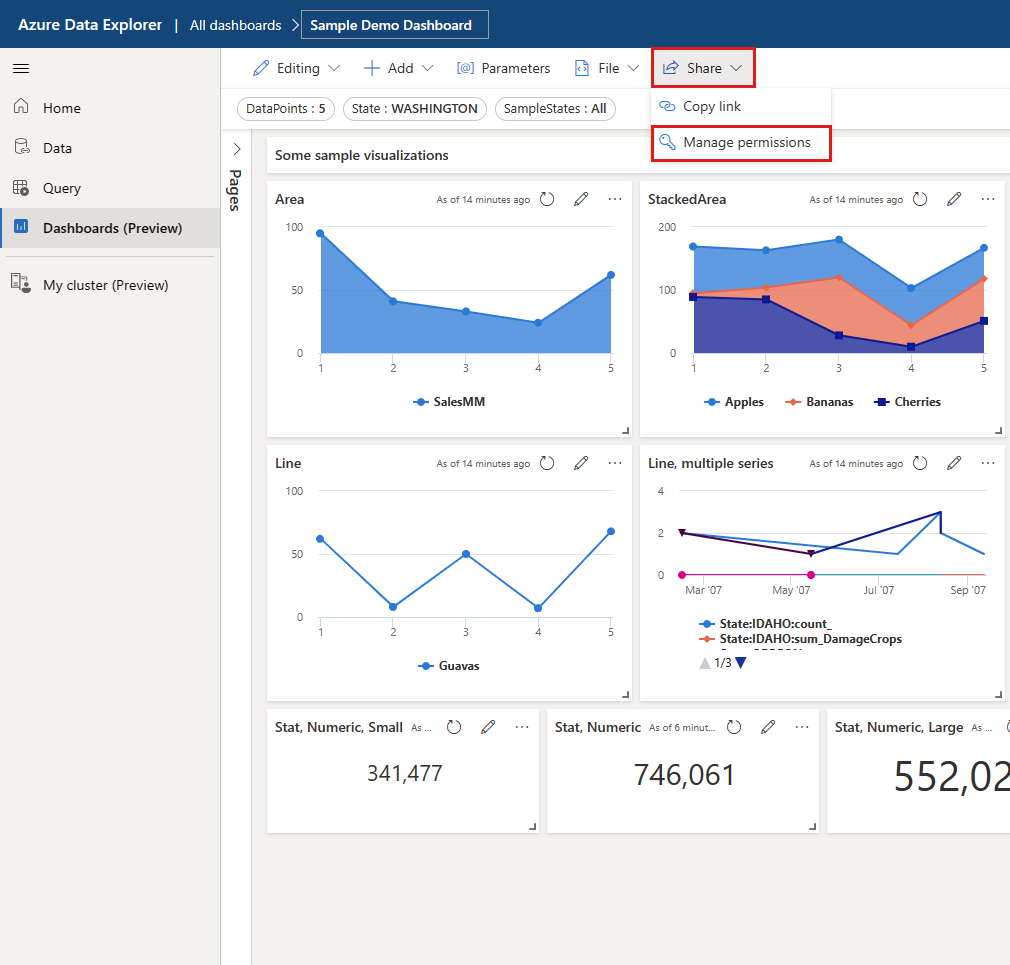 Azure Data Explorer | All dashboards > Sample Demo Dashboard
Editing Add Parameters File Share
Copy link
Manage permissions
DataPoints : 5 State : WASHINGTON SampleStates : All
Home
Data
Query
Dashboards (Preview)
My cluster (Preview)
Pages
Some sample visualizations
Area As of 14 minutes ago
100
50
0
1 2 3 4 5
SalesMM
StackedArea As of 14 minutes ago
200
100
0
1 2 3 4 5
Apples Bananas Cherries
Line As of 14 minutes ago
100
50
0
1 2 3 4 5
Guavas
Line, multiple series As of 14 minutes ago
4
2
0
Mar '07 May '07 Jul '07 Sep '07
State:IDAHO:count_
State:IDAHO:sum_DamageCrops
1/3
Stat, Numeric, Small As ...
341,477
Stat, Numeric As of 6 minut...
746,061
Stat, Numeric, Large As ...
552,02